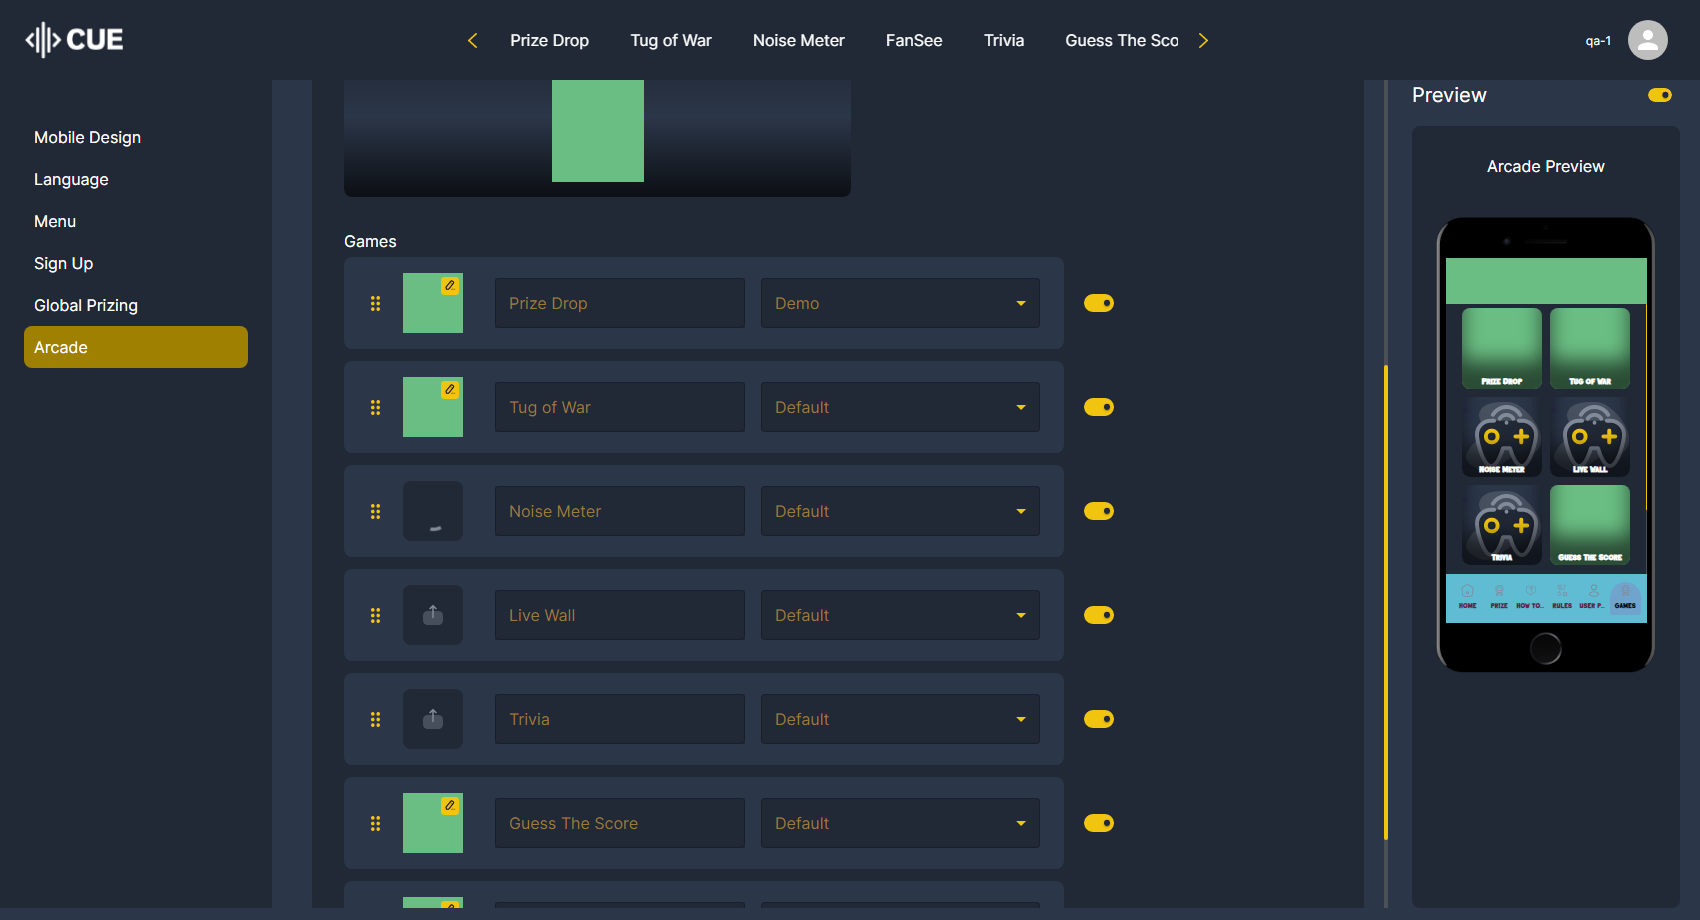 CUE
Prize Drop
Tug of War
Noise Meter
FanSee
Trivia
Guess The Sco
qa-1
Mobile Design
Language
Menu
Sign Up
Global Prizing
Arcade
Games
Prize Drop
Demo
Tug of War
Default
Noise Meter
Default
Live Wall
Default
Trivia
Default
Guess The Score
Default
Preview
Arcade Preview
Prize Drop
Tug of War
Noise Meter
Live Wall
Trivia
Guess The Score
HOME
PRIZE
HOW TO..
RULES
USER P..
GAMES